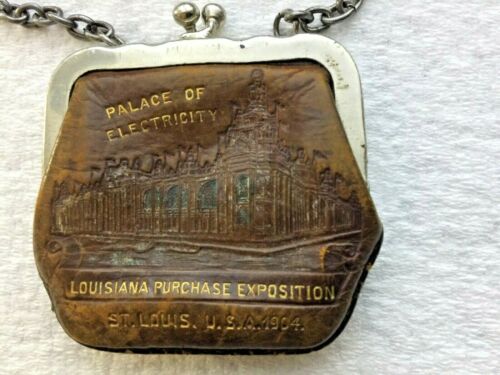 PALACE OF
ELECTRICITY
LOUISIANA PURCHASE EXPOSITION
ST. LOUIS, U.S.A. 1904.